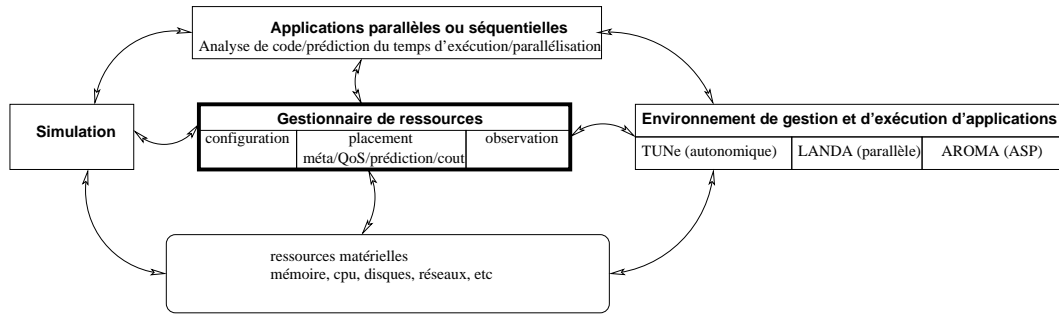 Applications parallèles ou séquentielles
Analyse de code/prédiction du temps d'exécution/parallélisation
Simulation
Gestionnaire de ressources
configuration
placement
méta/QoS/prédiction/cout
observation
Environnement de gestion et d'exécution d'applications
TUNe (autonomique)
LANDA (parallèle)
AROMA (ASP)
ressources matérielles
mémoire, cpu, disques, réseaux, etc